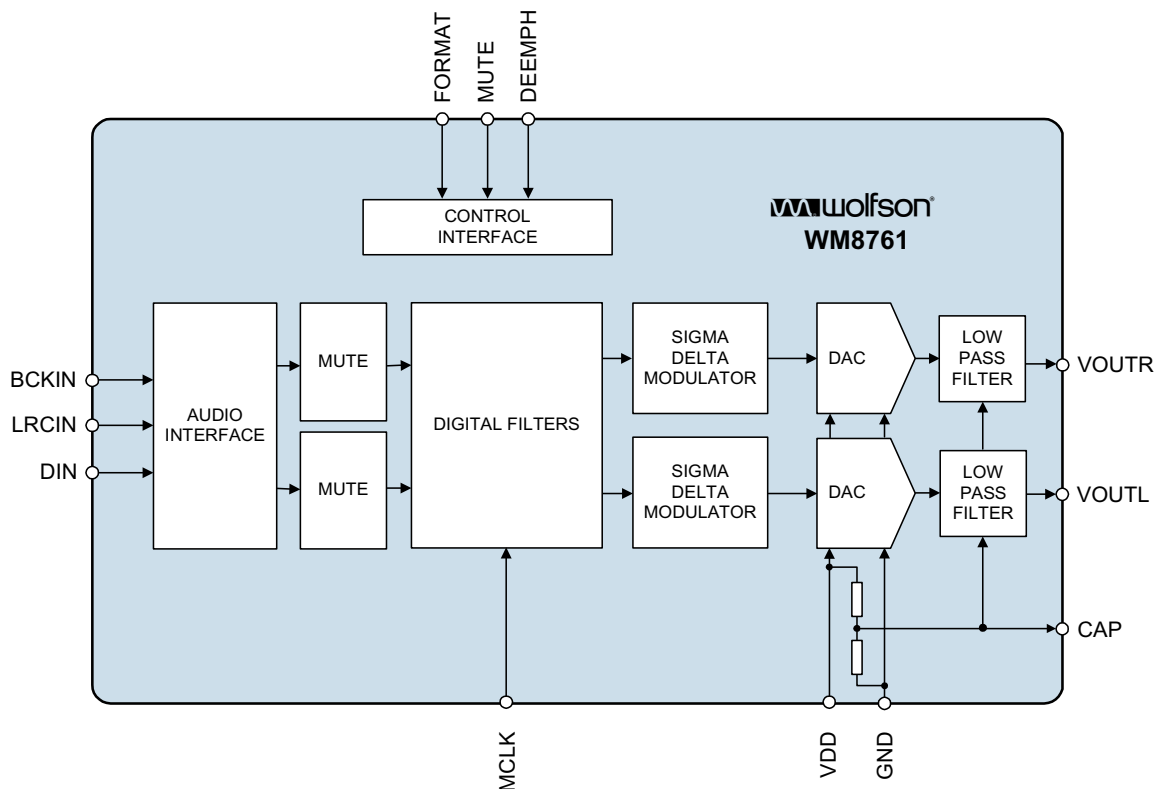 FORMAT
MUTE
DEEMPH
CONTROL
INTERFACE
wolfson®
WM8761
BCKIN
LRCIN
DIN
AUDIO
INTERFACE
MUTE
MUTE
DIGITAL FILTERS
SIGMA
DELTA
MODULATOR
SIGMA
DELTA
MODULATOR
DAC
DAC
LOW
PASS
FILTER
LOW
PASS
FILTER
VOUTR
VOUTL
CAP
MCLK
VDD
GND